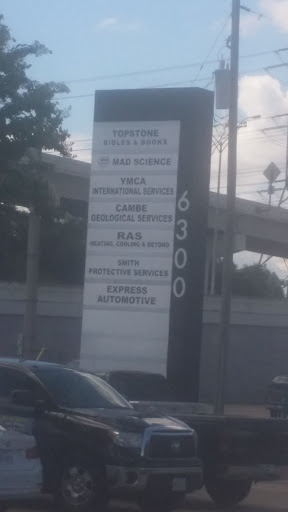 TOPSTONE
BIBLES & BOOKS
MAD SCIENCE
YMCA
INTERNATIONAL SERVICES
CAMBE
GEOLOGICAL SERVICES
RAS
HEATING, COOLING & BEYOND
SMITH
PROTECTIVE SERVICES
EXPRESS
AUTOMOTIVE
6300